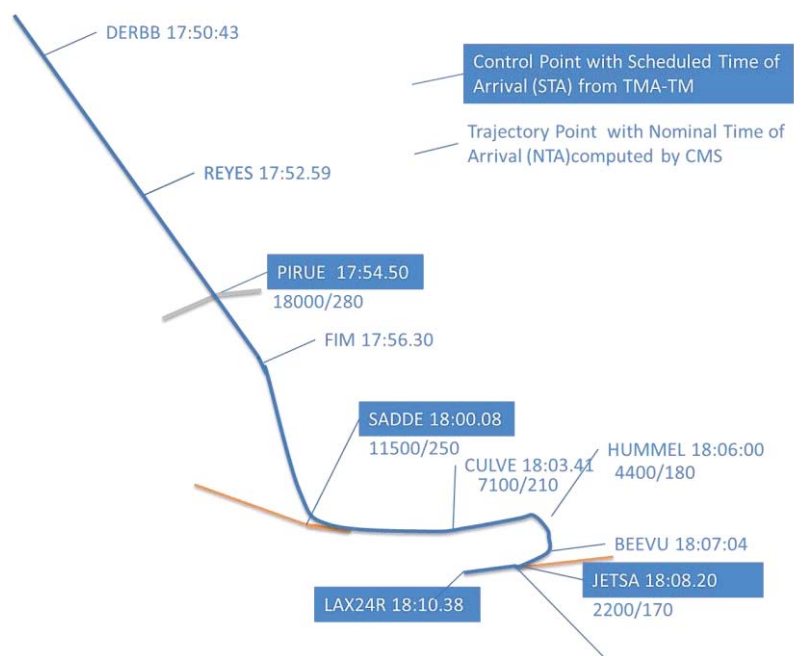 DERBB 17:50:43
Control Point with Scheduled Time of
Arrival (STA) from TMA-TM
Trajectory Point with Nominal Time of
Arrival (NTA)computed by CMS
REYES 17:52.59
PIRUE 17:54.50
18000/280
FIM 17:56.30
SADDE 18:00.08
11500/250
CULVE 18:03.41
7100/210
HUMMEL 18:06:00
4400/180
BEEVU 18:07:04
JETSA 18:08.20
2200/170
LAX24R 18:10.38